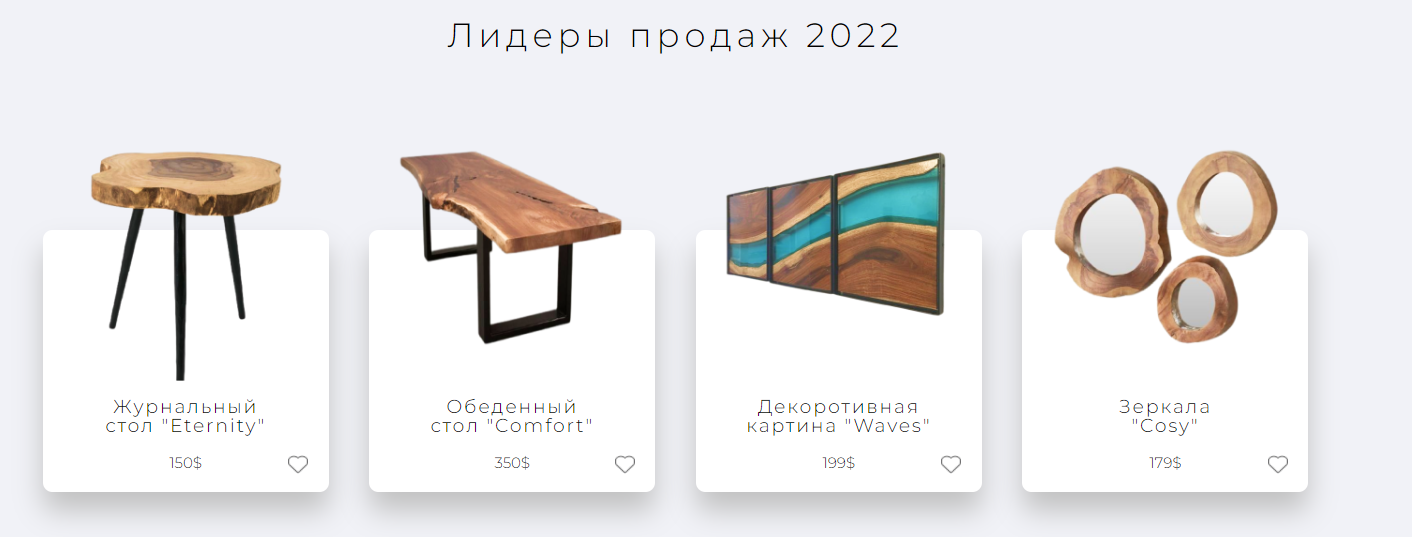 Лидеры продаж 2022
Журнальный
стол "Eternity"
150$
Обеденный
стол "Comfort"
350$
Декоротивная
картина "Waves"
199$
Зеркала
"Cosy"
179$